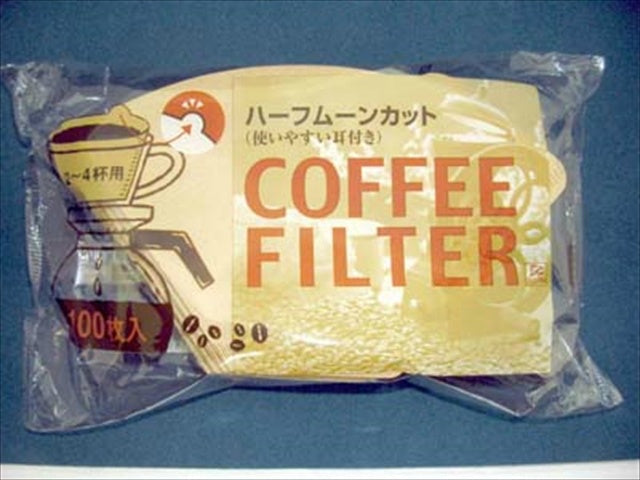 ハーフムーンカット
(使いやすい耳付き)
COFFEE
FILTER
2〜4杯用
100枚入